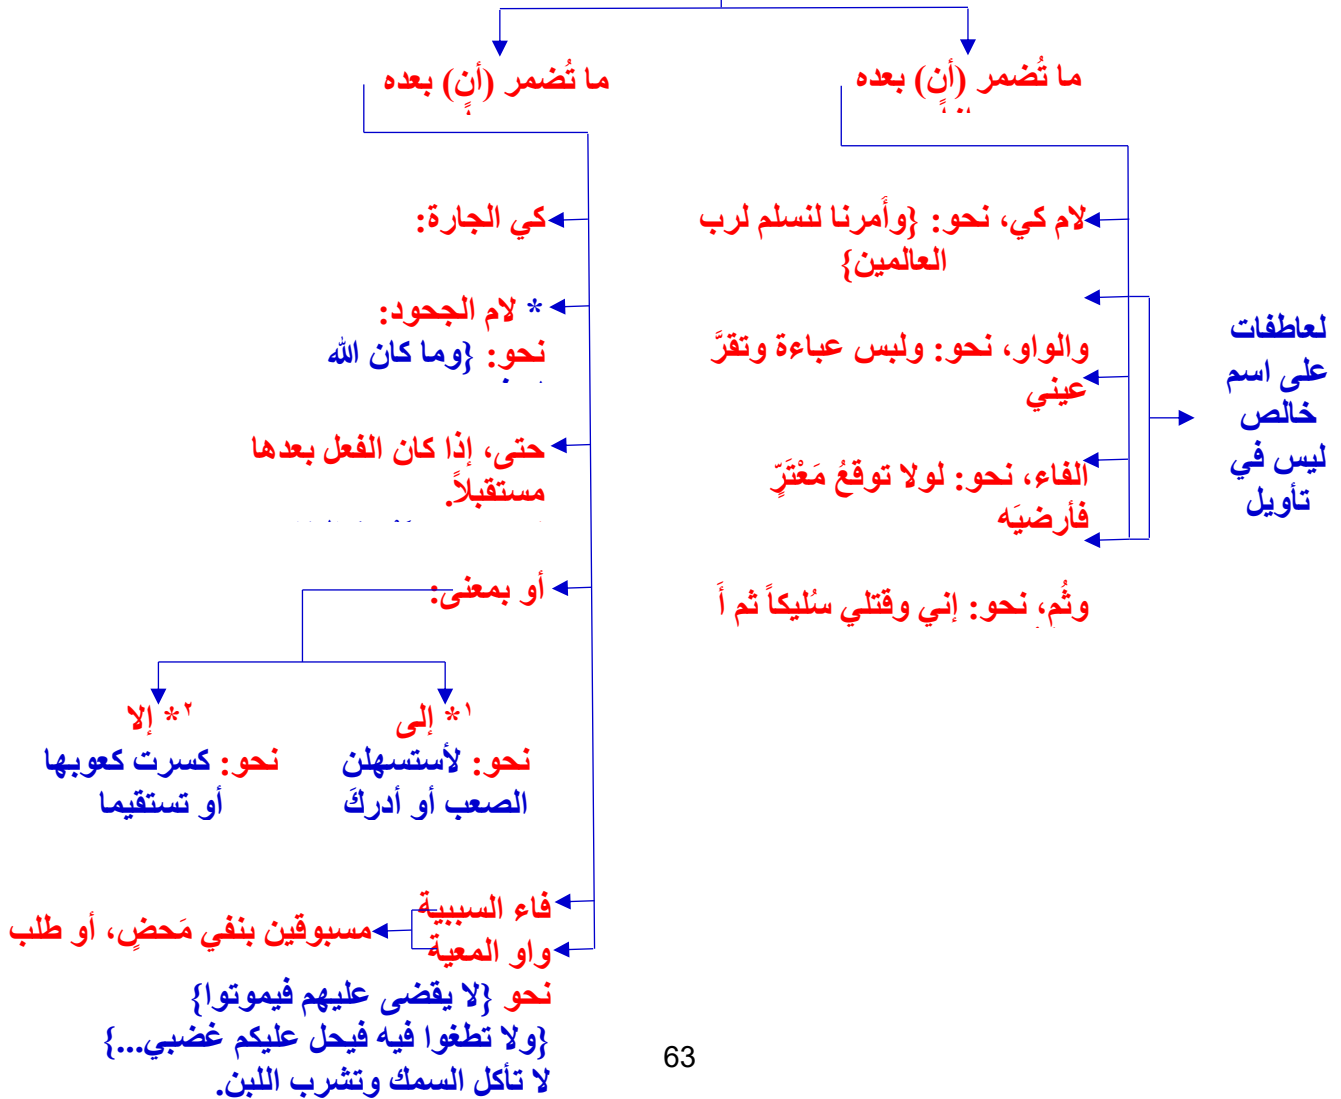 ما تُضمر (أن) بعده
ما تُضمر (أن) بعده
لام كي، نحو: {وأَمرنا لنسلم لرب
العالمين}
والواو، نحو: ولبس عباءة وتقرَّ
عيني
الفاء، نحو: لولا توقعُ مَعْتَرٍّ
فأرضيَه
وثُم، نحو: إني وقتلي سُليكاً ثم أَ
لعاطفات
على اسم
خالص
ليس في
تأويل
كي الجارة:
* لام الجحود:
نحو: {وما كان الله
حتى، إذا كان الفعل بعدها
مستقبلاً.
أو بمعنى:
١* إلى
نحو: لأستسهلن
الصعب أو أدركَ
٢* إلا
نحو: كسرت كعوبها
أو تستقيما
فاء السببية
واو المعية
مسبوقين بنفي مَحضٍ، أو طلب
نحو {لا يقضى عليهم فيموتوا}
{ولا تطغوا فيه فيحل عليكم غضبي...}
لا تأكل السمك وتشرب اللبن.
63